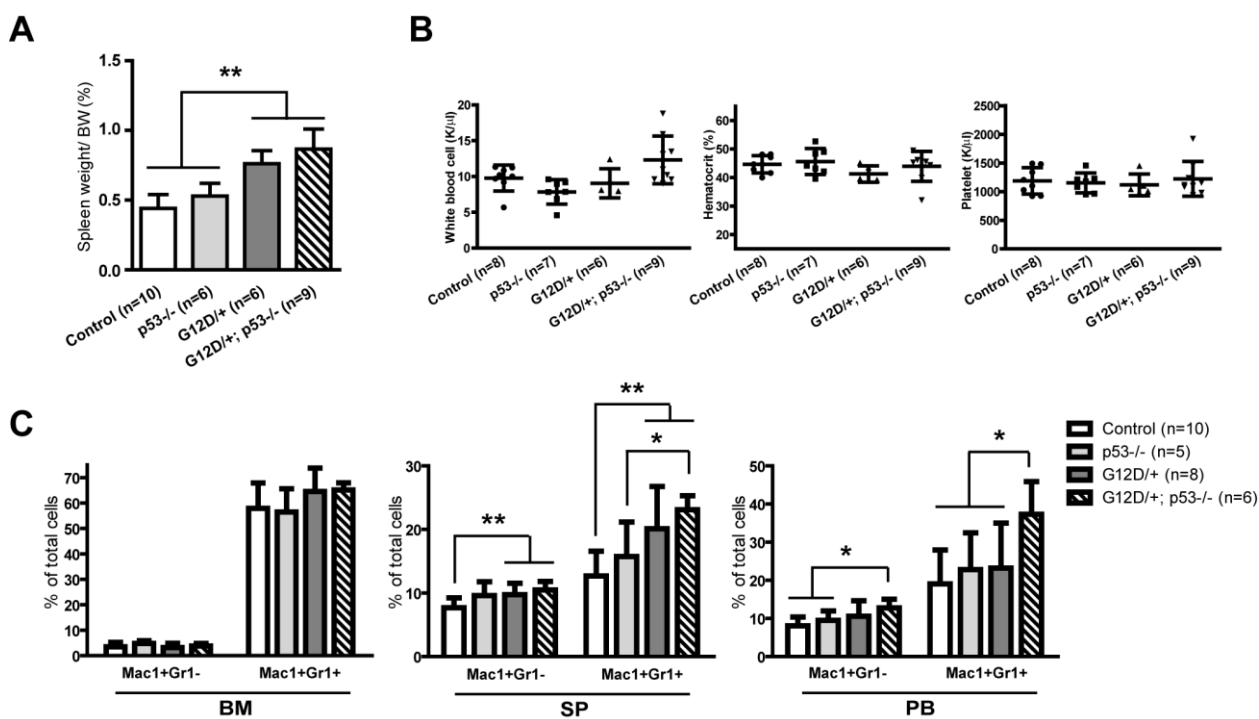 A
Spleen weight/ BW (%)
1.5
1.0
0.5
0.0
**
Control (n=10)
p53-/- (n=6)
G12D/+ (n=6)
G12D/+; p53-/- (n=9)
B
White blood cell (K/µl)
20
15
10
5
0
Control (n=8)
p53-/- (n=7)
G12D/+ (n=6)
G12D/+; p53-/- (n=9)
Hematocrit (%)
60
50
40
30
20
Control (n=8)
p53-/- (n=7)
G12D/+ (n=6)
G12D/+; p53-/- (n=9)
Platelet (K/µl)
2500
2000
1500
1000
500
0
Control (n=8)
p53-/- (n=7)
G12D/+ (n=6)
G12D/+; p53-/- (n=9)
C
% of total cells
70
60
50
40
30
20
10
0
Mac1+Gr1-
Mac1+Gr1+
BM
% of total cells
30
20
10
0
**
**
*
Mac1+Gr1-
Mac1+Gr1+
SP
% of total cells
50
40
30
20
10
0
*
*
Mac1+Gr1-
Mac1+Gr1+
PB
Control (n=10)
p53-/- (n=5)
G12D/+ (n=8)
G12D/+; p53-/- (n=6)